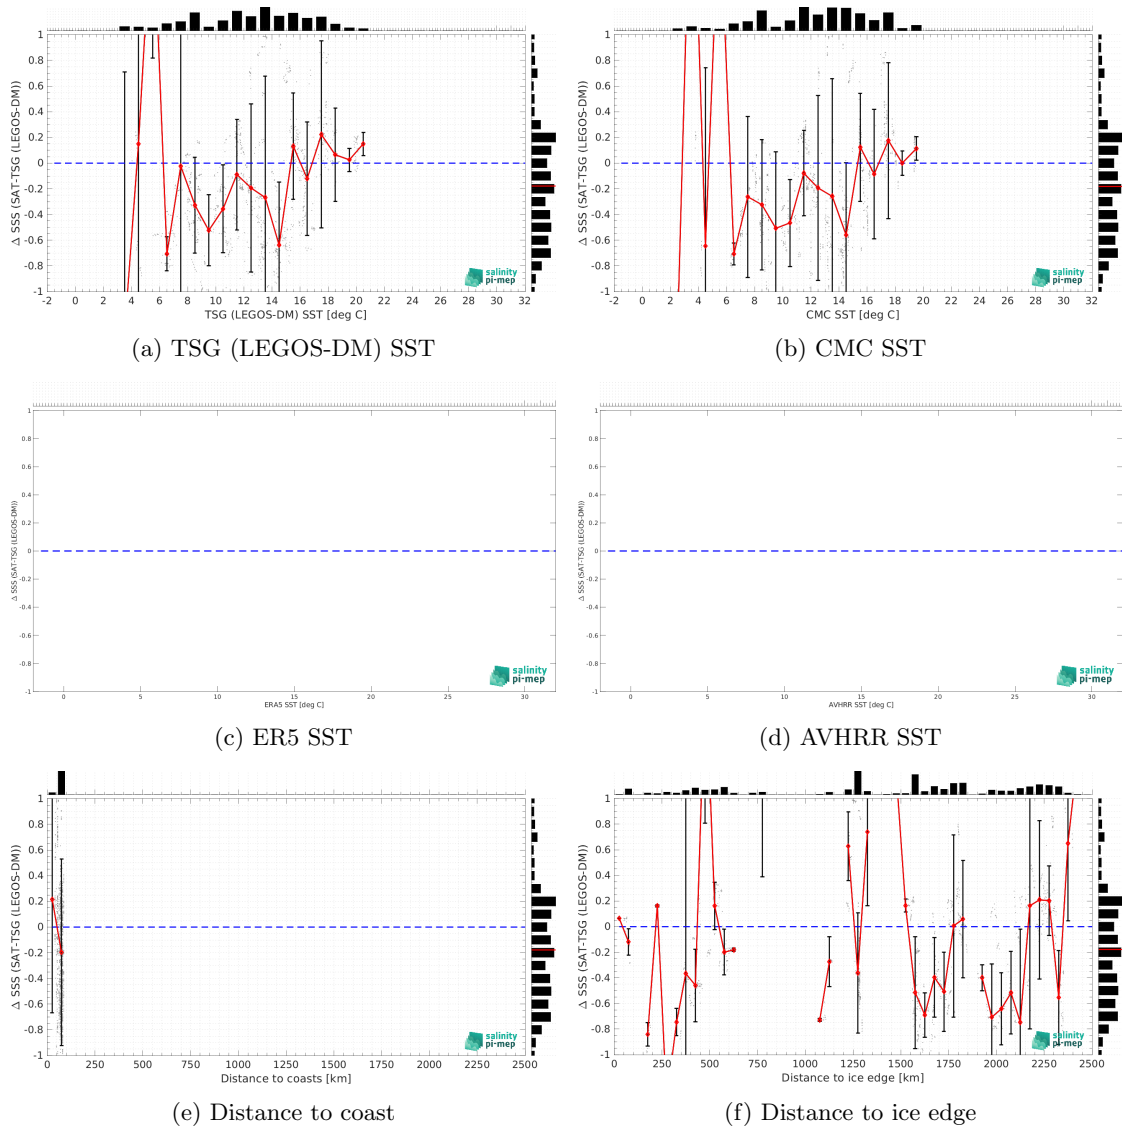 1
0.8
0.6
0.4
0.2
0
-0.2
-0.4
-0.6
-0.8
-1
Δ SSS (SAT-TSG (LEGOS-DM))
-2 0 2 4 6 8 10 12 14 16 18 20 22 24 26 28 30 32
TSG (LEGOS-DM) SST [deg C]
salinity
pi-mep
(a) TSG (LEGOS-DM) SST
1
0.8
0.6
0.4
0.2
0
-0.2
-0.4
-0.6
-0.8
-1
Δ SSS (SAT-TSG (LEGOS-DM))
-2 0 2 4 6 8 10 12 14 16 18 20 22 24 26 28 30 32
CMC SST [deg C]
salinity
pi-mep
(b) CMC SST
1
0.8
0.6
0.4
0.2
0
-0.2
-0.4
-0.6
-0.8
-1
Δ SSS (SAT-TSG (LEGOS-DM))
0 5 10 15 20 25 30
ERA5 SST [deg C]
salinity
pi-mep
(c) ER5 SST
1
0.8
0.6
0.4
0.2
0
-0.2
-0.4
-0.6
-0.8
-1
Δ SSS (SAT-TSG (LEGOS-DM))
0 5 10 15 20 25 30
AVHRR SST [deg C]
salinity
pi-mep
(d) AVHRR SST
1
0.8
0.6
0.4
0.2
0
-0.2
-0.4
-0.6
-0.8
-1
Δ SSS (SAT-TSG (LEGOS-DM))
0 250 500 750 1000 1250 1500 1750 2000 2250 2500
Distance to coasts [km]
salinity
pi-mep
(e) Distance to coast
1
0.8
0.6
0.4
0.2
0
-0.2
-0.4
-0.6
-0.8
-1
Δ SSS (SAT-TSG (LEGOS-DM))
0 250 500 750 1000 1250 1500 1750 2000 2250 2500
Distance to ice edge [km]
salinity
pi-mep
(f) Distance to ice edge